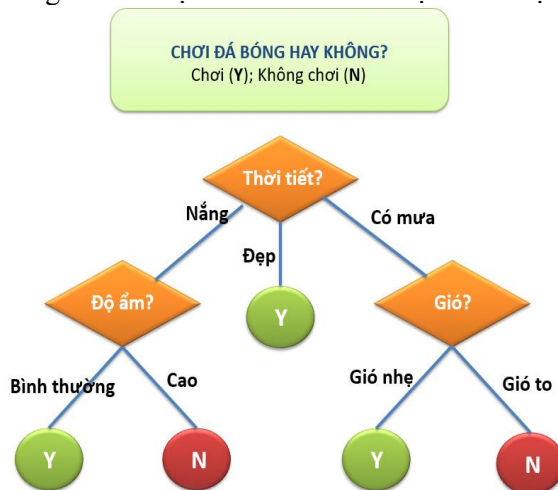 CHƠI ĐÁ BÓNG HAY KHÔNG?
Chơi (Y); Không chơi (N)
Thời tiết?
Nắng
Đẹp
Có mưa
Độ ẩm?
Y
Gió?
Bình thường
Cao
Gió nhẹ
Gió to
Y
N
Y
N